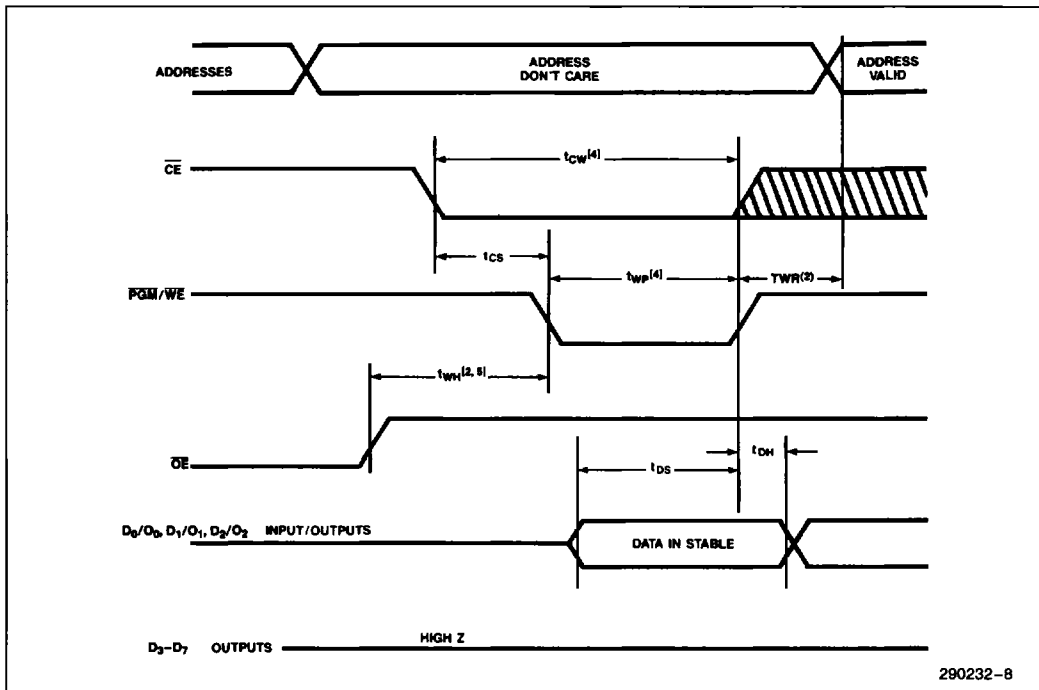 ADDRESSES
ADDRESS
DON'T CARE
ADDRESS
VALID
CE
tCW[4]
tCS
tWP[4]
TWR(2)
PGM/WE
tWH[2, 5]
OE
tDS
tDH
D0/O0, D1/O1, D2/O2 INPUT/OUTPUTS
DATA IN STABLE
D3–D7 OUTPUTS
HIGH Z
290232–8